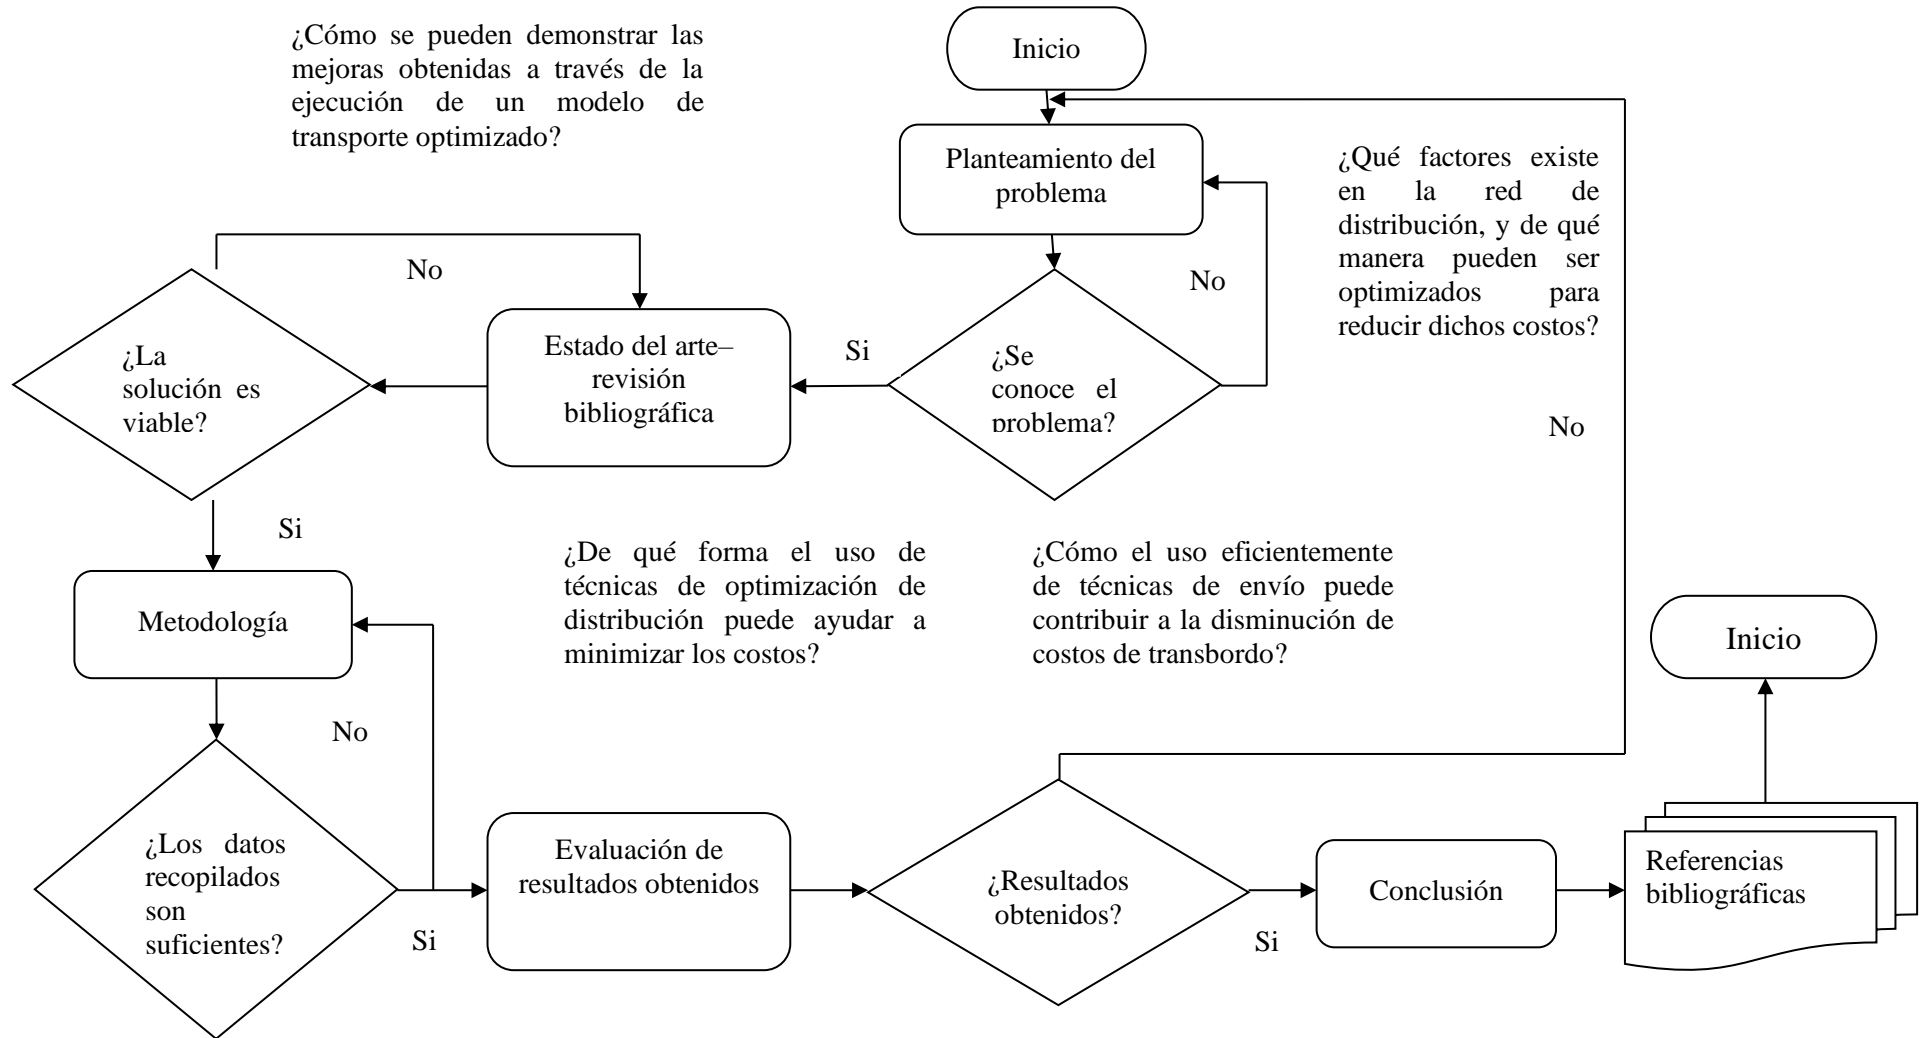 ¿Cómo se pueden demonstrar las
mejoras obtenidas a través de la
ejecución de un modelo de
transporte optimizado?
Inicio
Planteamiento del
problema
¿Qué factores existe
en la red de
distribución, y de qué
manera pueden ser
optimizados para
reducir dichos costos?
No
No
¿La
solución es
viable?
Estado del arte–
revisión
bibliográfica
Si
¿Se
conoce el
problema?
No
Si
¿De qué forma el uso de
técnicas de optimización de
distribución puede ayudar a
minimizar los costos?
¿Cómo el uso eficientemente
de técnicas de envío puede
contribuir a la disminución de
costos de transbordo?
Metodología
Inicio
No
¿Los datos
recopilados
son
suficientes?
Si
Evaluación de
resultados obtenidos
¿Resultados
obtenidos?
Si
Conclusión
Referencias
bibliográficas